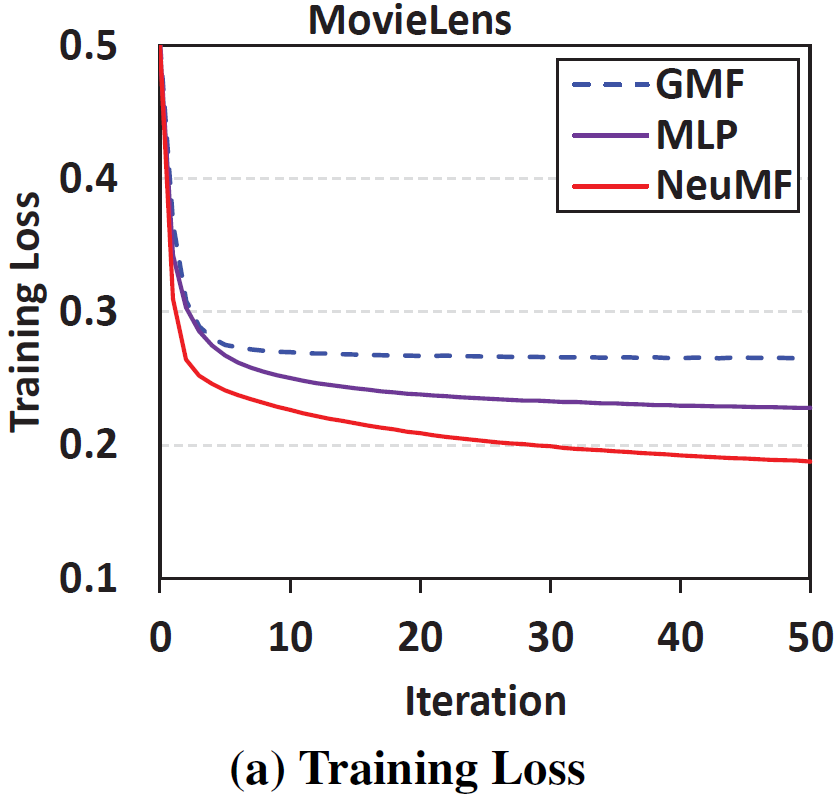 MovieLens
0.5
GMF
MLP
NeuMF
0.4
0.3
0.2
0.1
Training Loss
0 10 20 30 40 50
Iteration
(a) Training Loss